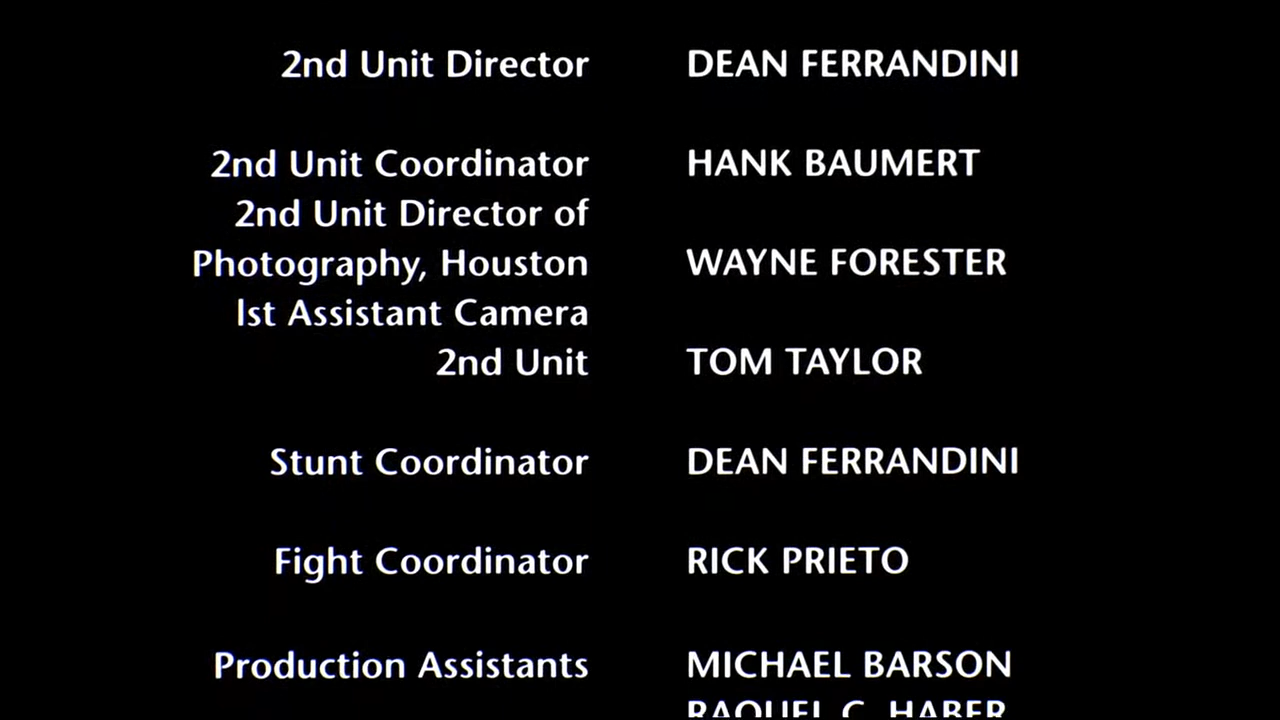 2nd Unit Director DEAN FERRANDINI
2nd Unit Coordinator HANK BAUMERT
2nd Unit Director of
Photography, Houston WAYNE FORESTER
lst Assistant Camera
2nd Unit TOM TAYLOR
Stunt Coordinator DEAN FERRANDINI
Fight Coordinator RICK PRIETO
Production Assistants MICHAEL BARSON
RAQUEL C. HABER